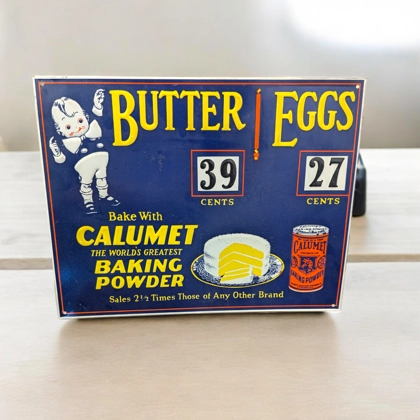 BUTTER EGGS
39 27
CENTS CENTS
Bake With
CALUMET
THE WORLD'S GREATEST
BAKING
POWDER
Sales 2½ Times Those of Any Other Brand
CALUMET
BAKING POWDER